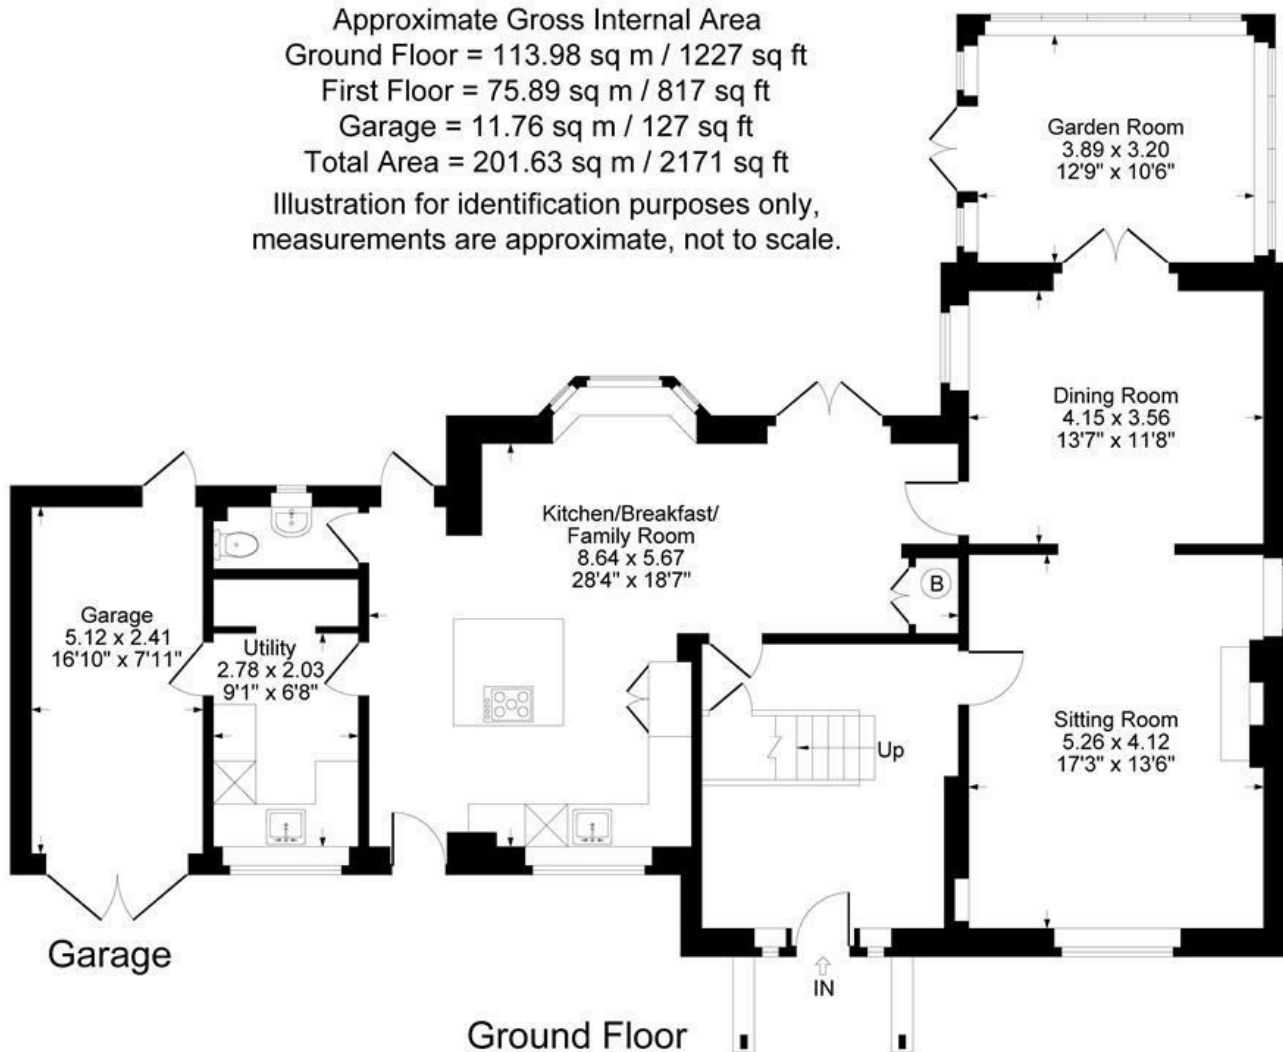 Approximate Gross Internal Area
Ground Floor = 113.98 sq m / 1227 sq ft
First Floor = 75.89 sq m / 817 sq ft
Garage = 11.76 sq m / 127 sq ft
Total Area = 201.63 sq m / 2171 sq ft
Illustration for identification purposes only,
measurements are approximate, not to scale.
Garden Room
3.89 x 3.20
12'9" x 10'6"
Dining Room
4.15 x 3.56
13'7" x 11'8"
Kitchen/Breakfast/
Family Room
8.64 x 5.67
28'4" x 18'7"
B
Garage
5.12 x 2.41
16'10" x 7'11"
Utility
2.78 x 2.03
9'1" x 6'8"
Sitting Room
5.26 x 4.12
17'3" x 13'6"
Up
Garage
IN
Ground Floor